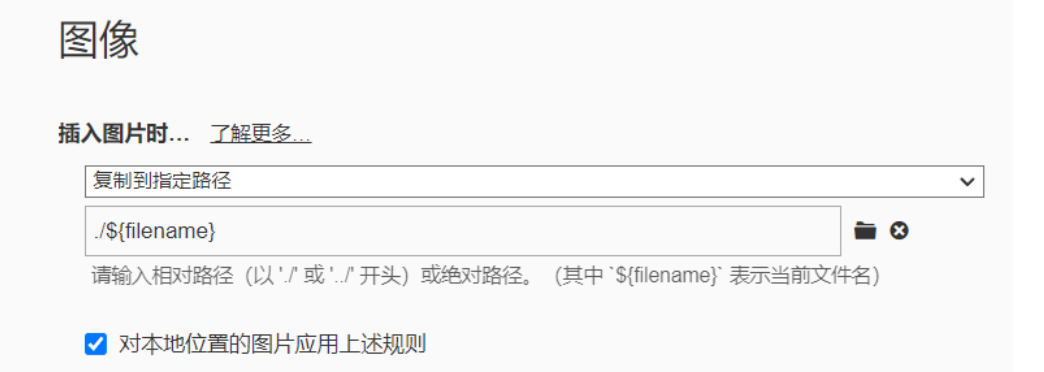 图像
插入图片时... 了解更多...
复制到指定路径
./${filename}
请输入相对路径（以 './' 或 '../' 开头）或绝对路径。（其中 `${filename}` 表示当前文件名）
对本地位置的图片应用上述规则